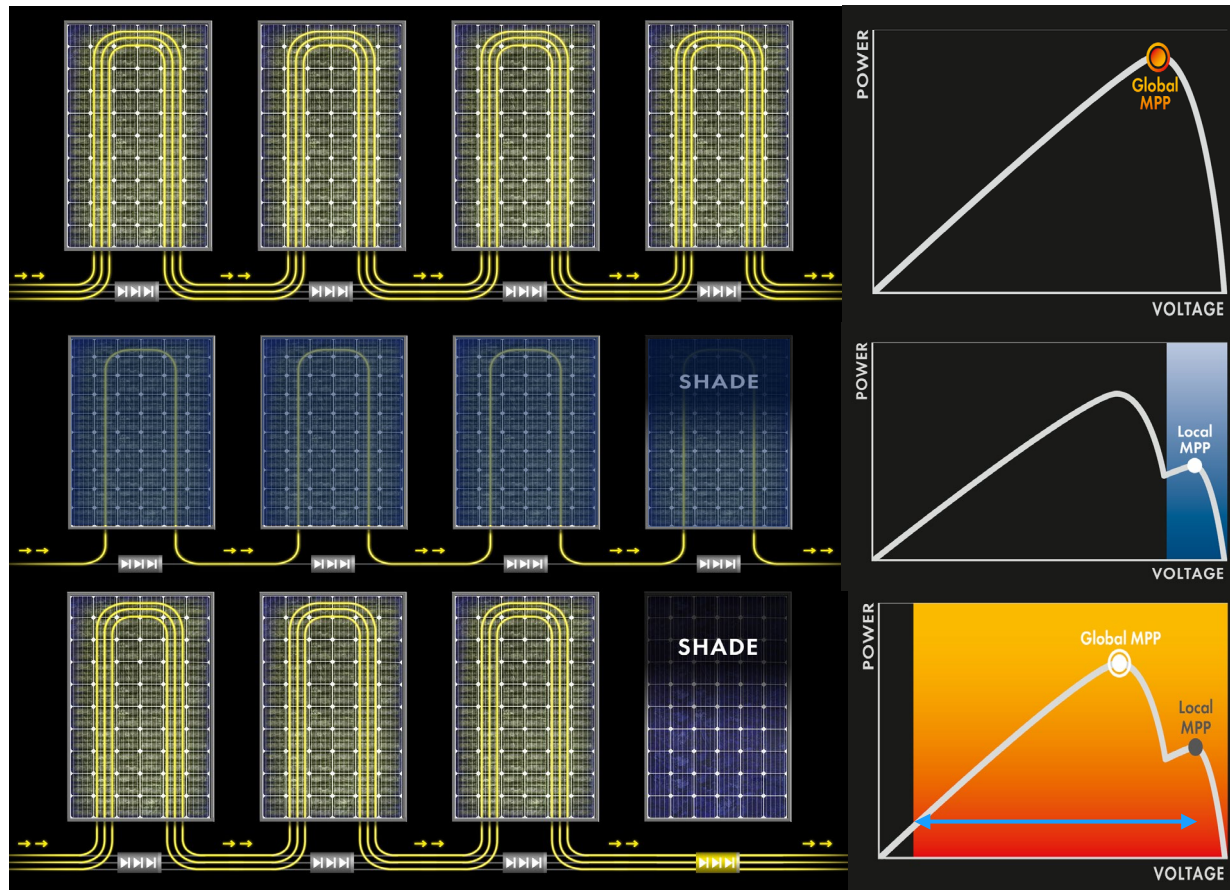 POWER
Global
MPP
VOLTAGE
SHADE
POWER
Local
MPP
VOLTAGE
SHADE
POWER
Global MPP
Local
MPP
VOLTAGE